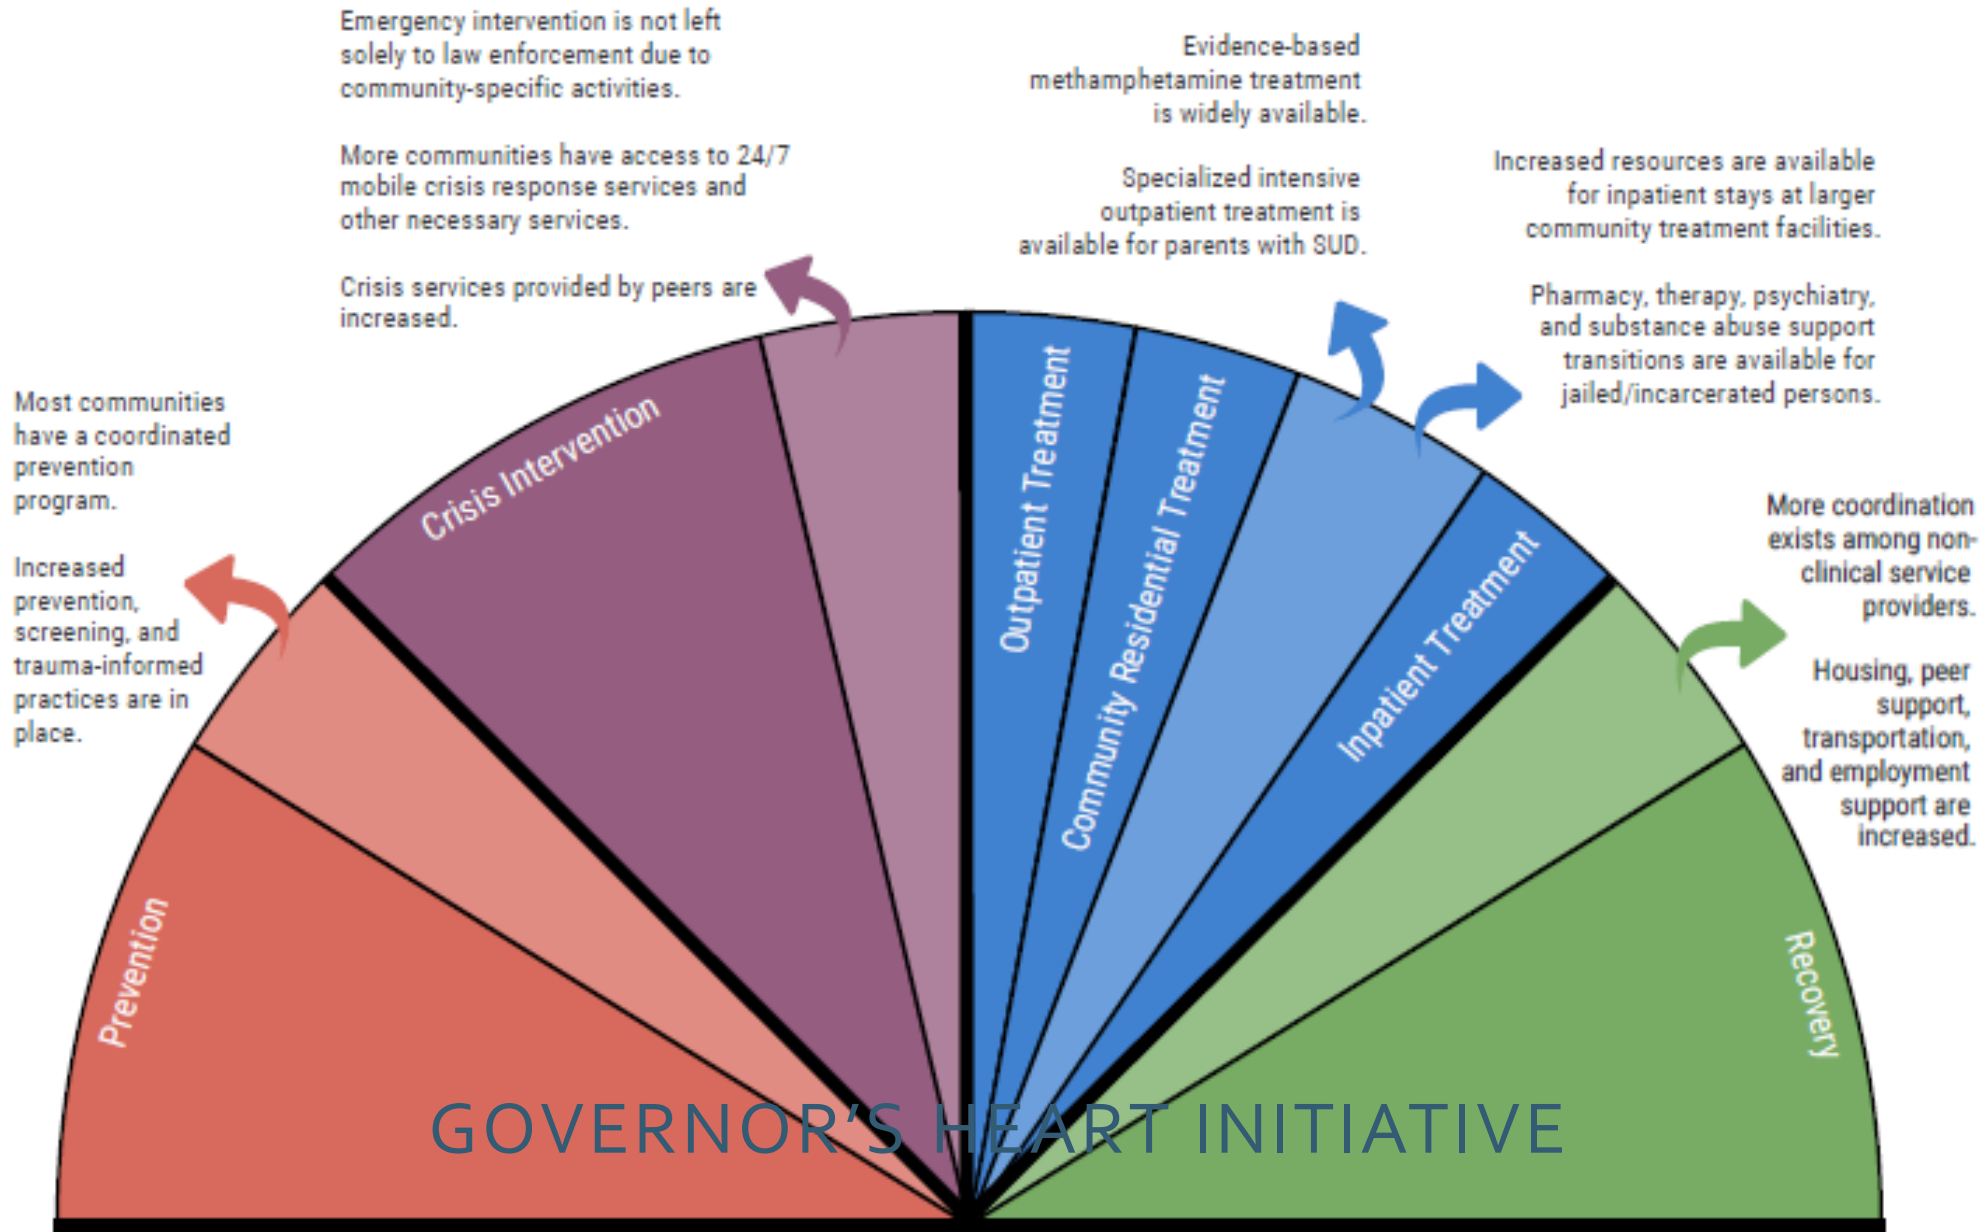 Emergency intervention is not left
solely to law enforcement due to
community-specific activities.
More communities have access to 24/7
mobile crisis response services and
other necessary services.
Crisis services provided by peers are
increased.
Evidence-based
methamphetamine treatment
is widely available.
Specialized intensive
outpatient treatment is
available for parents with SUD.
Increased resources are available
for inpatient stays at larger
community treatment facilities.
Pharmacy, therapy, psychiatry,
and substance abuse support
transitions are available for
jailed/incarcerated persons.
Most communities
have a coordinated
prevention
program.
Increased
prevention,
screening, and
trauma-informed
practices are in
place.
More coordination
exists among non-
clinical service
providers.
Housing, peer
support,
transportation,
and employment
support are
increased.
Prevention
Crisis Intervention
Outpatient Treatment
Community Residential Treatment
Inpatient Treatment
Recovery
GOVERNOR'S HEART INITIATIVE